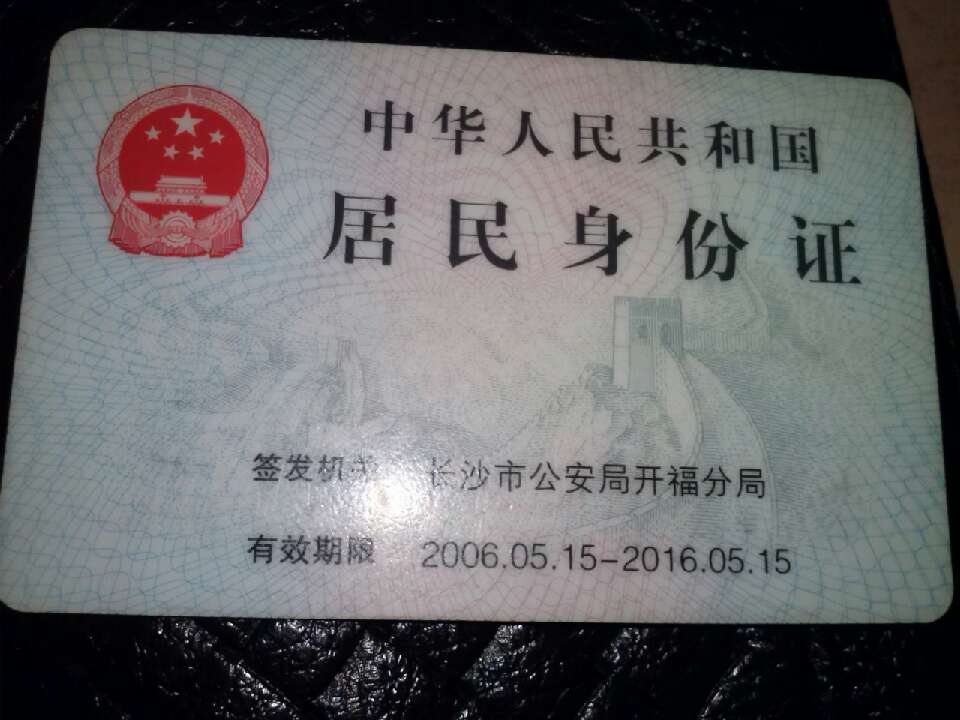 中华人民共和国
居民身份证
签发机关 长沙市公安局开福分局
有效期限 2006.05.15-2016.05.15